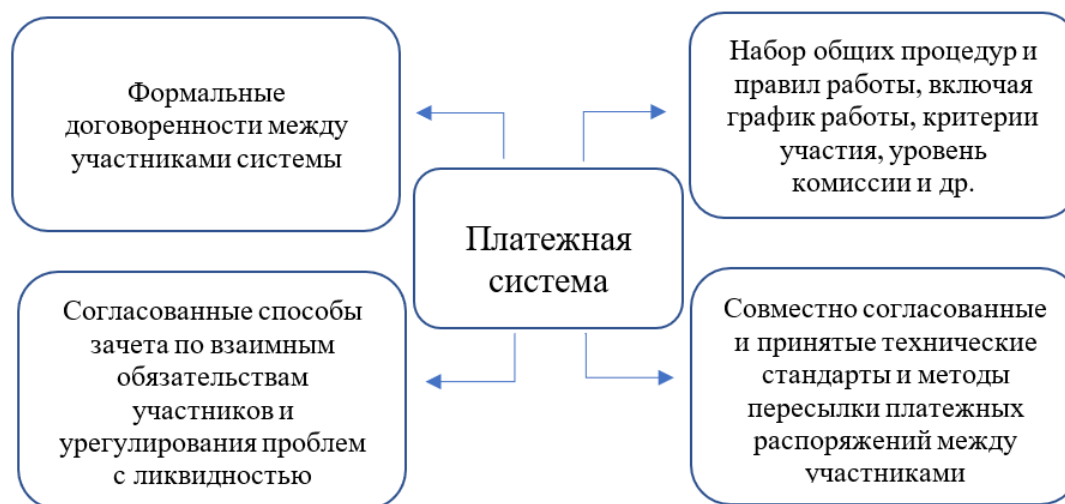 Формальные
договоренности между
участниками системы
Набор общих процедур и
правил работы, включая
график работы, критерии
участия, уровень
комиссии и др.
Платежная
система
Согласованные способы
зачета по взаимным
обязательствам
участников и
урегулирования проблем
с ликвидностью
Совместно согласованные
и принятые технические
стандарты и методы
пересылки платежных
распоряжений между
участниками